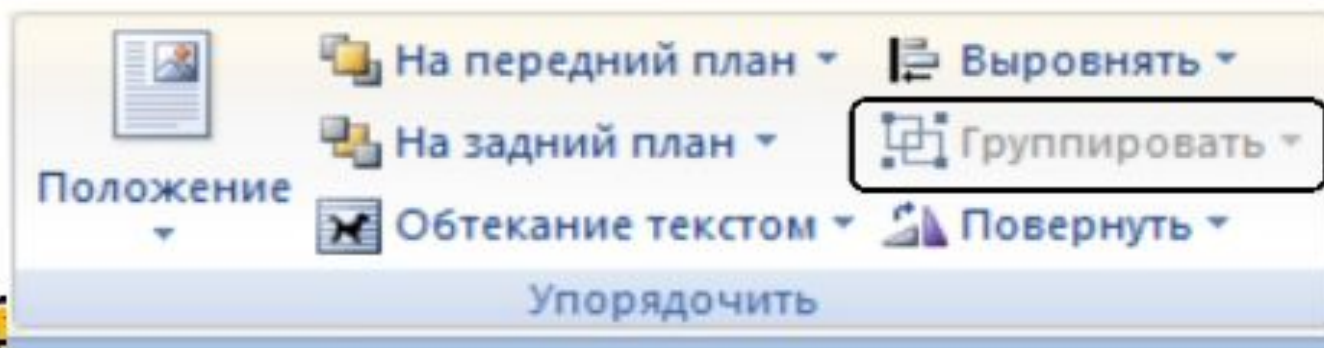 На передний план
Выровнять
На задний план
Группировать
Положение
Обтекание текстом
Повернуть
Упорядочить